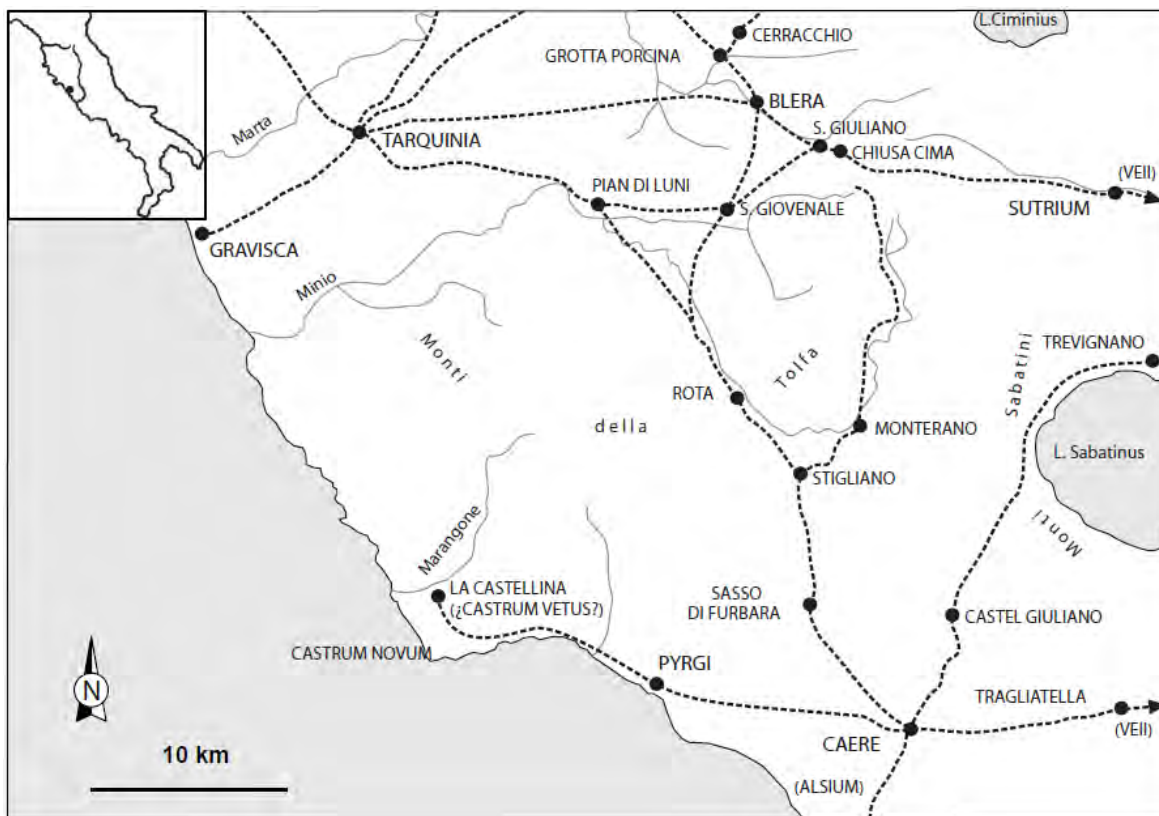 L.Ciminius
CERRACCHIO
GROTTA PORCINA
BLERA
Marta
TARQUINIA
S. GIULIANO
CHIUSA CIMA
(VEII)
PIAN DI LUNI
S. GIOVENALE
SUTRIUM
GRAVISCA
Minio
Monti
della
Tolfa
Sabatini
TREVIGNANO
ROTA
MONTERANO
L. Sabatinus
STIGLIANO
Monti
Marangone
LA CASTELLINA
(¿CASTRUM VETUS?)
SASSO
DI FURBARA
CASTEL GIULIANO
CASTRUM NOVUM
PYRGI
N
TRAGLIATELLA
(VEII)
10 km
CAERE
(ALSIUM)